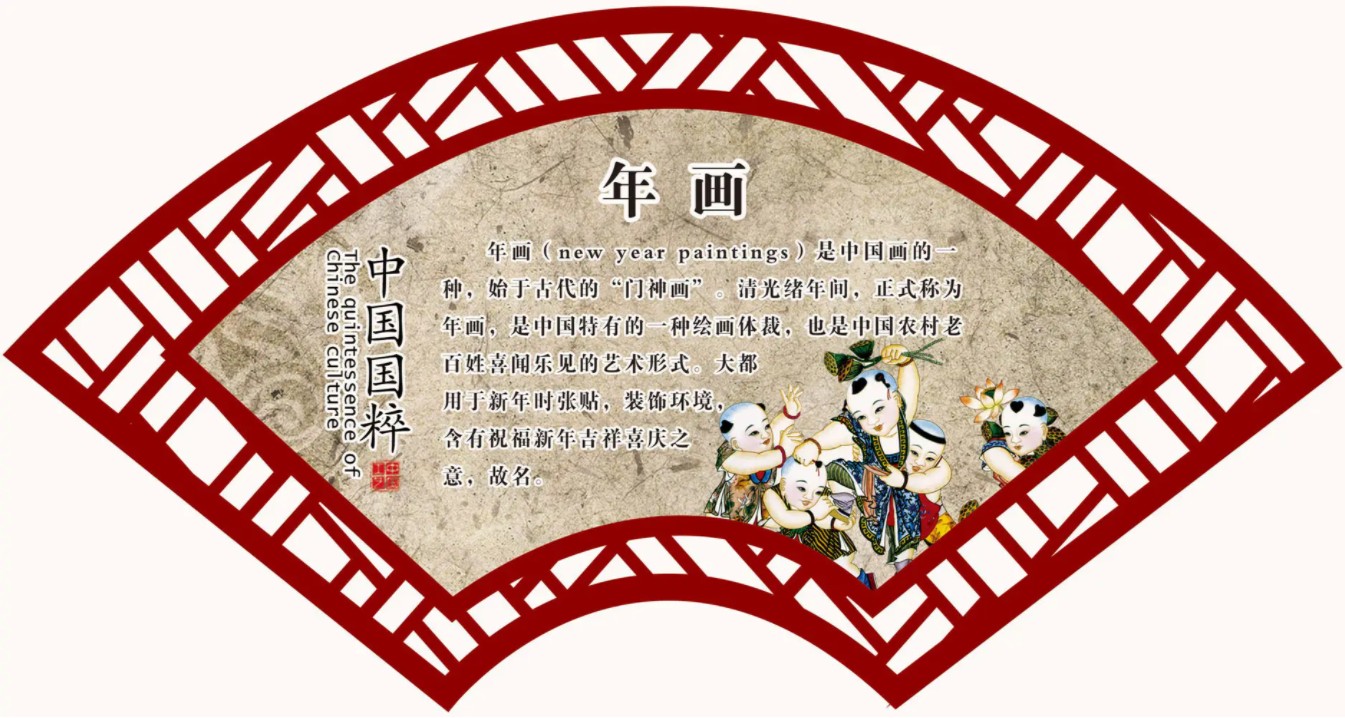 年画
年画（new year paintings）是中国画的一
种，始于古代的“门神画”。清光绪年间，正式称为
年画，是中国特有的一种绘画体裁，也是中国农村老
百姓喜闻乐见的艺术形式。大都
用于新年时张贴，装饰环境，
含有祝福新年吉祥喜庆之
意，故名。
中国国粹
The quintessence of
Chinese culture